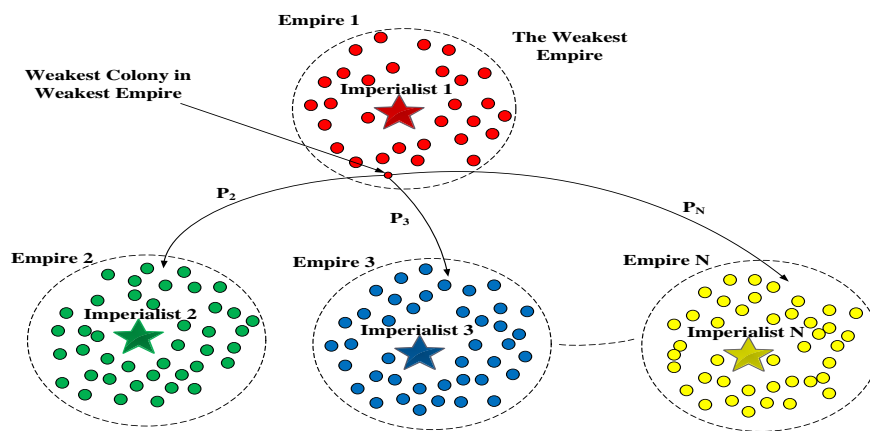 Empire 1
The Weakest
Empire
Weakest Colony in
Weakest Empire
Imperialist 1
P₂
P₃
P_N
Empire 2
Empire 3
Empire N
Imperialist 2
Imperialist 3
Imperialist N